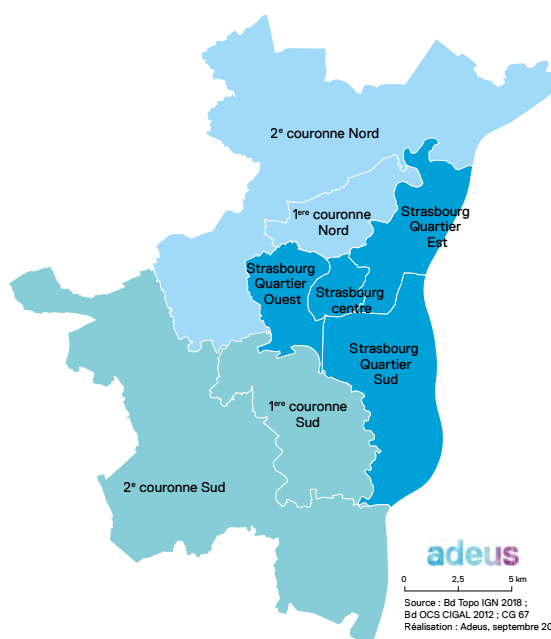 2e couronne Nord
1ere couronne
Nord
Strasbourg
Quartier
Est
Strasbourg
Quartier
Ouest
Strasbourg
centre
Strasbourg
Quartier
Sud
1ere couronne
Sud
2e couronne Sud
adeus
0 2,5 5 km
Source : Bd Topo IGN 2018 ;
Bd OCS CIGAL 2012 ; CG 67
Réalisation : Adeus, septembre